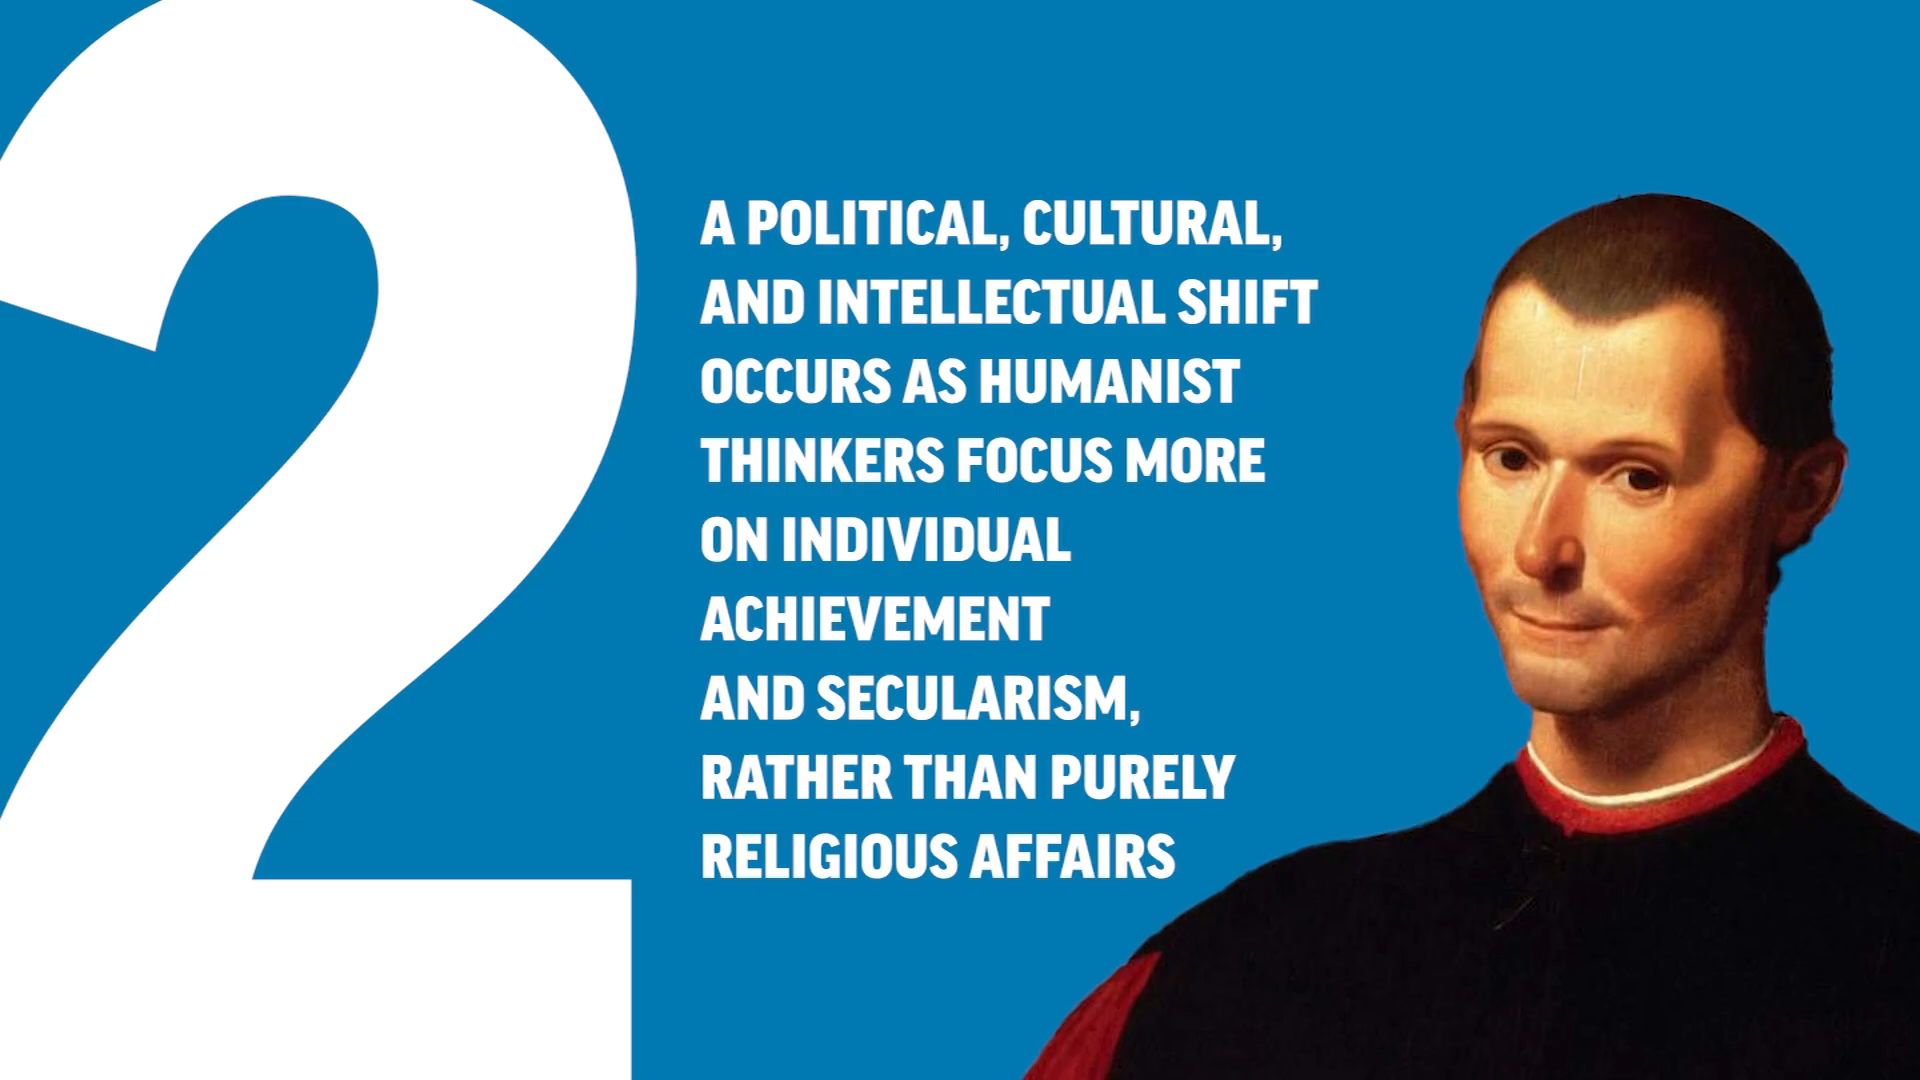 2
A POLITICAL, CULTURAL,
AND INTELLECTUAL SHIFT
OCCURS AS HUMANIST
THINKERS FOCUS MORE
ON INDIVIDUAL
ACHIEVEMENT
AND SECULARISM,
RATHER THAN PURELY
RELIGIOUS AFFAIRS